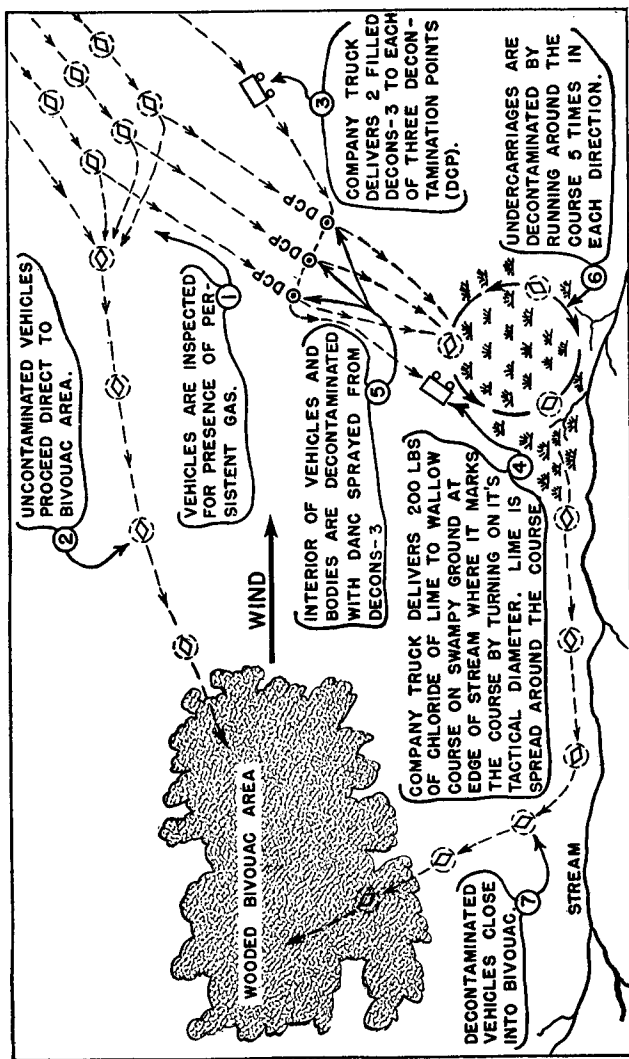 ②
UNCONTAMINATED VEHICLES
PROCEED DIRECT TO
BIVOUAC AREA.
①
VEHICLES ARE INSPECTED
FOR PRESENCE OF PER-
SISTENT GAS.
③
COMPANY TRUCK
DELIVERS 2 FILLED
DECONS-3 TO EACH
OF THREE DECON-
TAMINATION POINTS
(DCP).
DCP
DCP
DCP
WIND
INTERIOR OF VEHICLES AND
BODIES ARE DECONTAMINATED
WITH DANC SPRAYED FROM
DECONS-3
⑤
WOODED BIVOUAC AREA
COMPANY TRUCK DELIVERS 200 LBS
OF CHLORIDE OF LIME TO WALLOW
COURSE ON SWAMPY GROUND AT
EDGE OF STREAM WHERE IT MARKS
THE COURSE BY TURNING ON IT'S
TACTICAL DIAMETER. LIME IS
SPREAD AROUND THE COURSE
④
UNDERCARRIAGES ARE
DECONTAMINATED BY
RUNNING AROUND THE
COURSE 5 TIMES IN
EACH DIRECTION.
⑥
DECONTAMINATED
VEHICLES CLOSE
INTO BIVOUAC.
⑦
STREAM